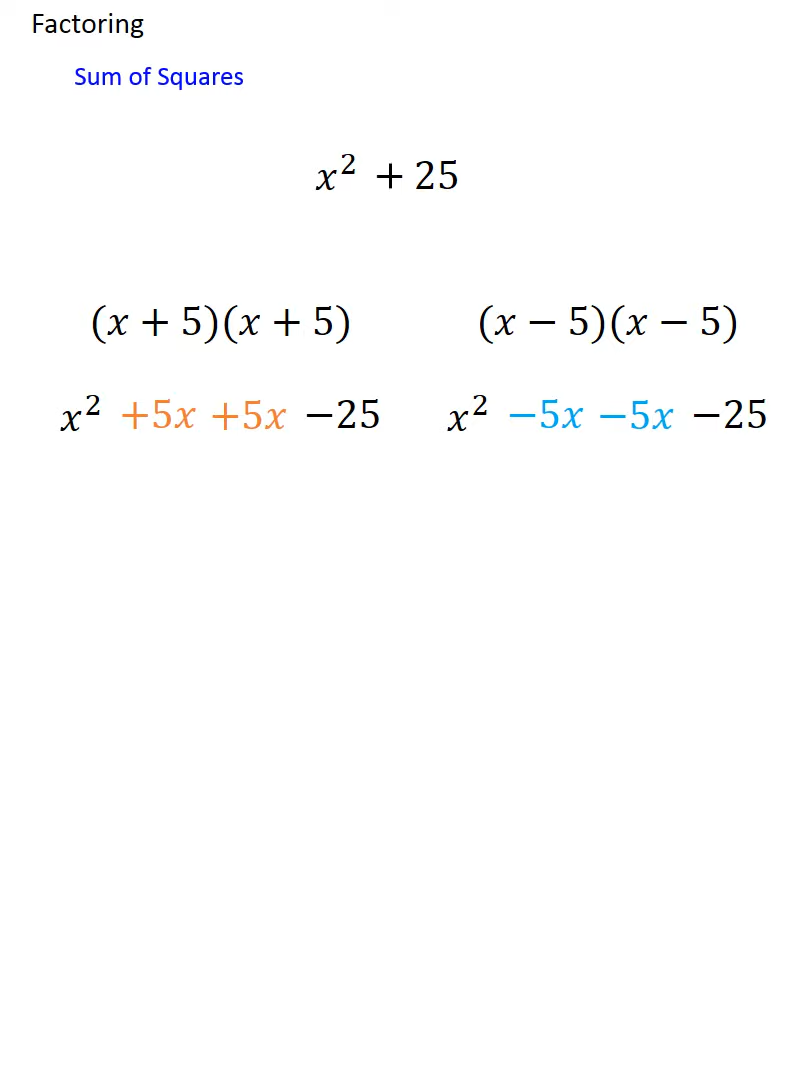 Factoring
Sum of Squares
x² + 25
(x + 5)(x + 5) (x − 5)(x − 5)
x² +5x +5x −25 x² −5x −5x −25